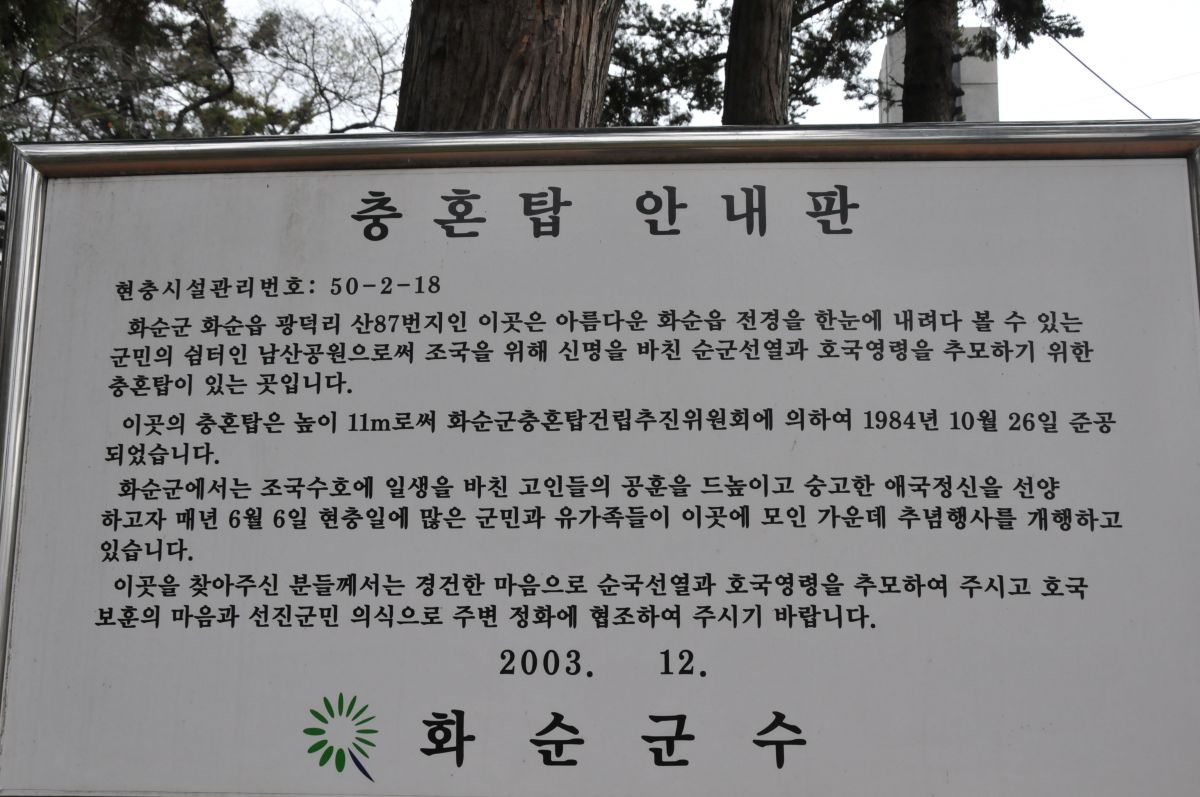 충혼탑 안내판
현충시설관리번호: 50-2-18
화순군 화순읍 광덕리 산87번지인 이곳은 아름다운 화순읍 전경을 한눈에 내려다 볼 수 있는
군민의 쉼터인 남산공원으로써 조국을 위해 신명을 바친 순군선열과 호국영령을 추모하기 위한
충혼탑이 있는 곳입니다.
이곳의 충혼탑은 높이 11m로써 화순군충혼탑건립추진위원회에 의하여 1984년 10월 26일 준공
되었습니다.
화순군에서는 조국수호에 일생을 바친 고인들의 공훈을 드높이고 숭고한 애국정신을 선양
하고자 매년 6월 6일 현충일에 많은 군민과 유가족들이 이곳에 모인 가운데 추념행사를 개행하고
있습니다.
이곳을 찾아주신 분들께서는 경건한 마음으로 순국선열과 호국영령을 추모하여 주시고 호국
보훈의 마음과 선진군민 의식으로 주변 정화에 협조하여 주시기 바랍니다.
2003. 12.
화순군수